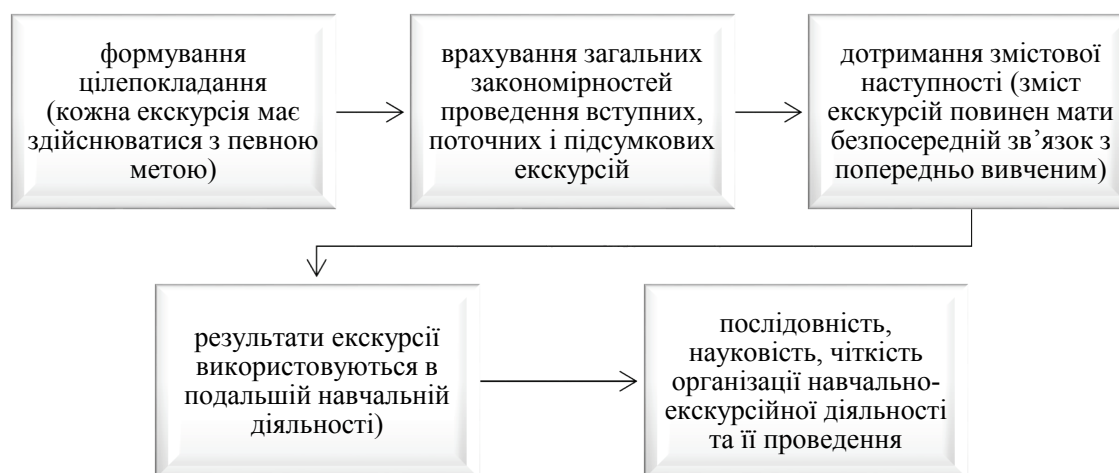 формування
цілепокладання
(кожна екскурсія має
здійснюватися з певною
метою)
врахування загальних
закономірностей
проведення вступних,
поточних і підсумкових
екскурсій
дотримання змістової
наступності (зміст
екскурсій повинен мати
безпосередній зв’язок з
попередньо вивченим)
результати екскурсії
використовуються в
подальшій навчальній
діяльності)
послідовність,
науковість, чіткість
організації навчально-
екскурсійної діяльності
та її проведення